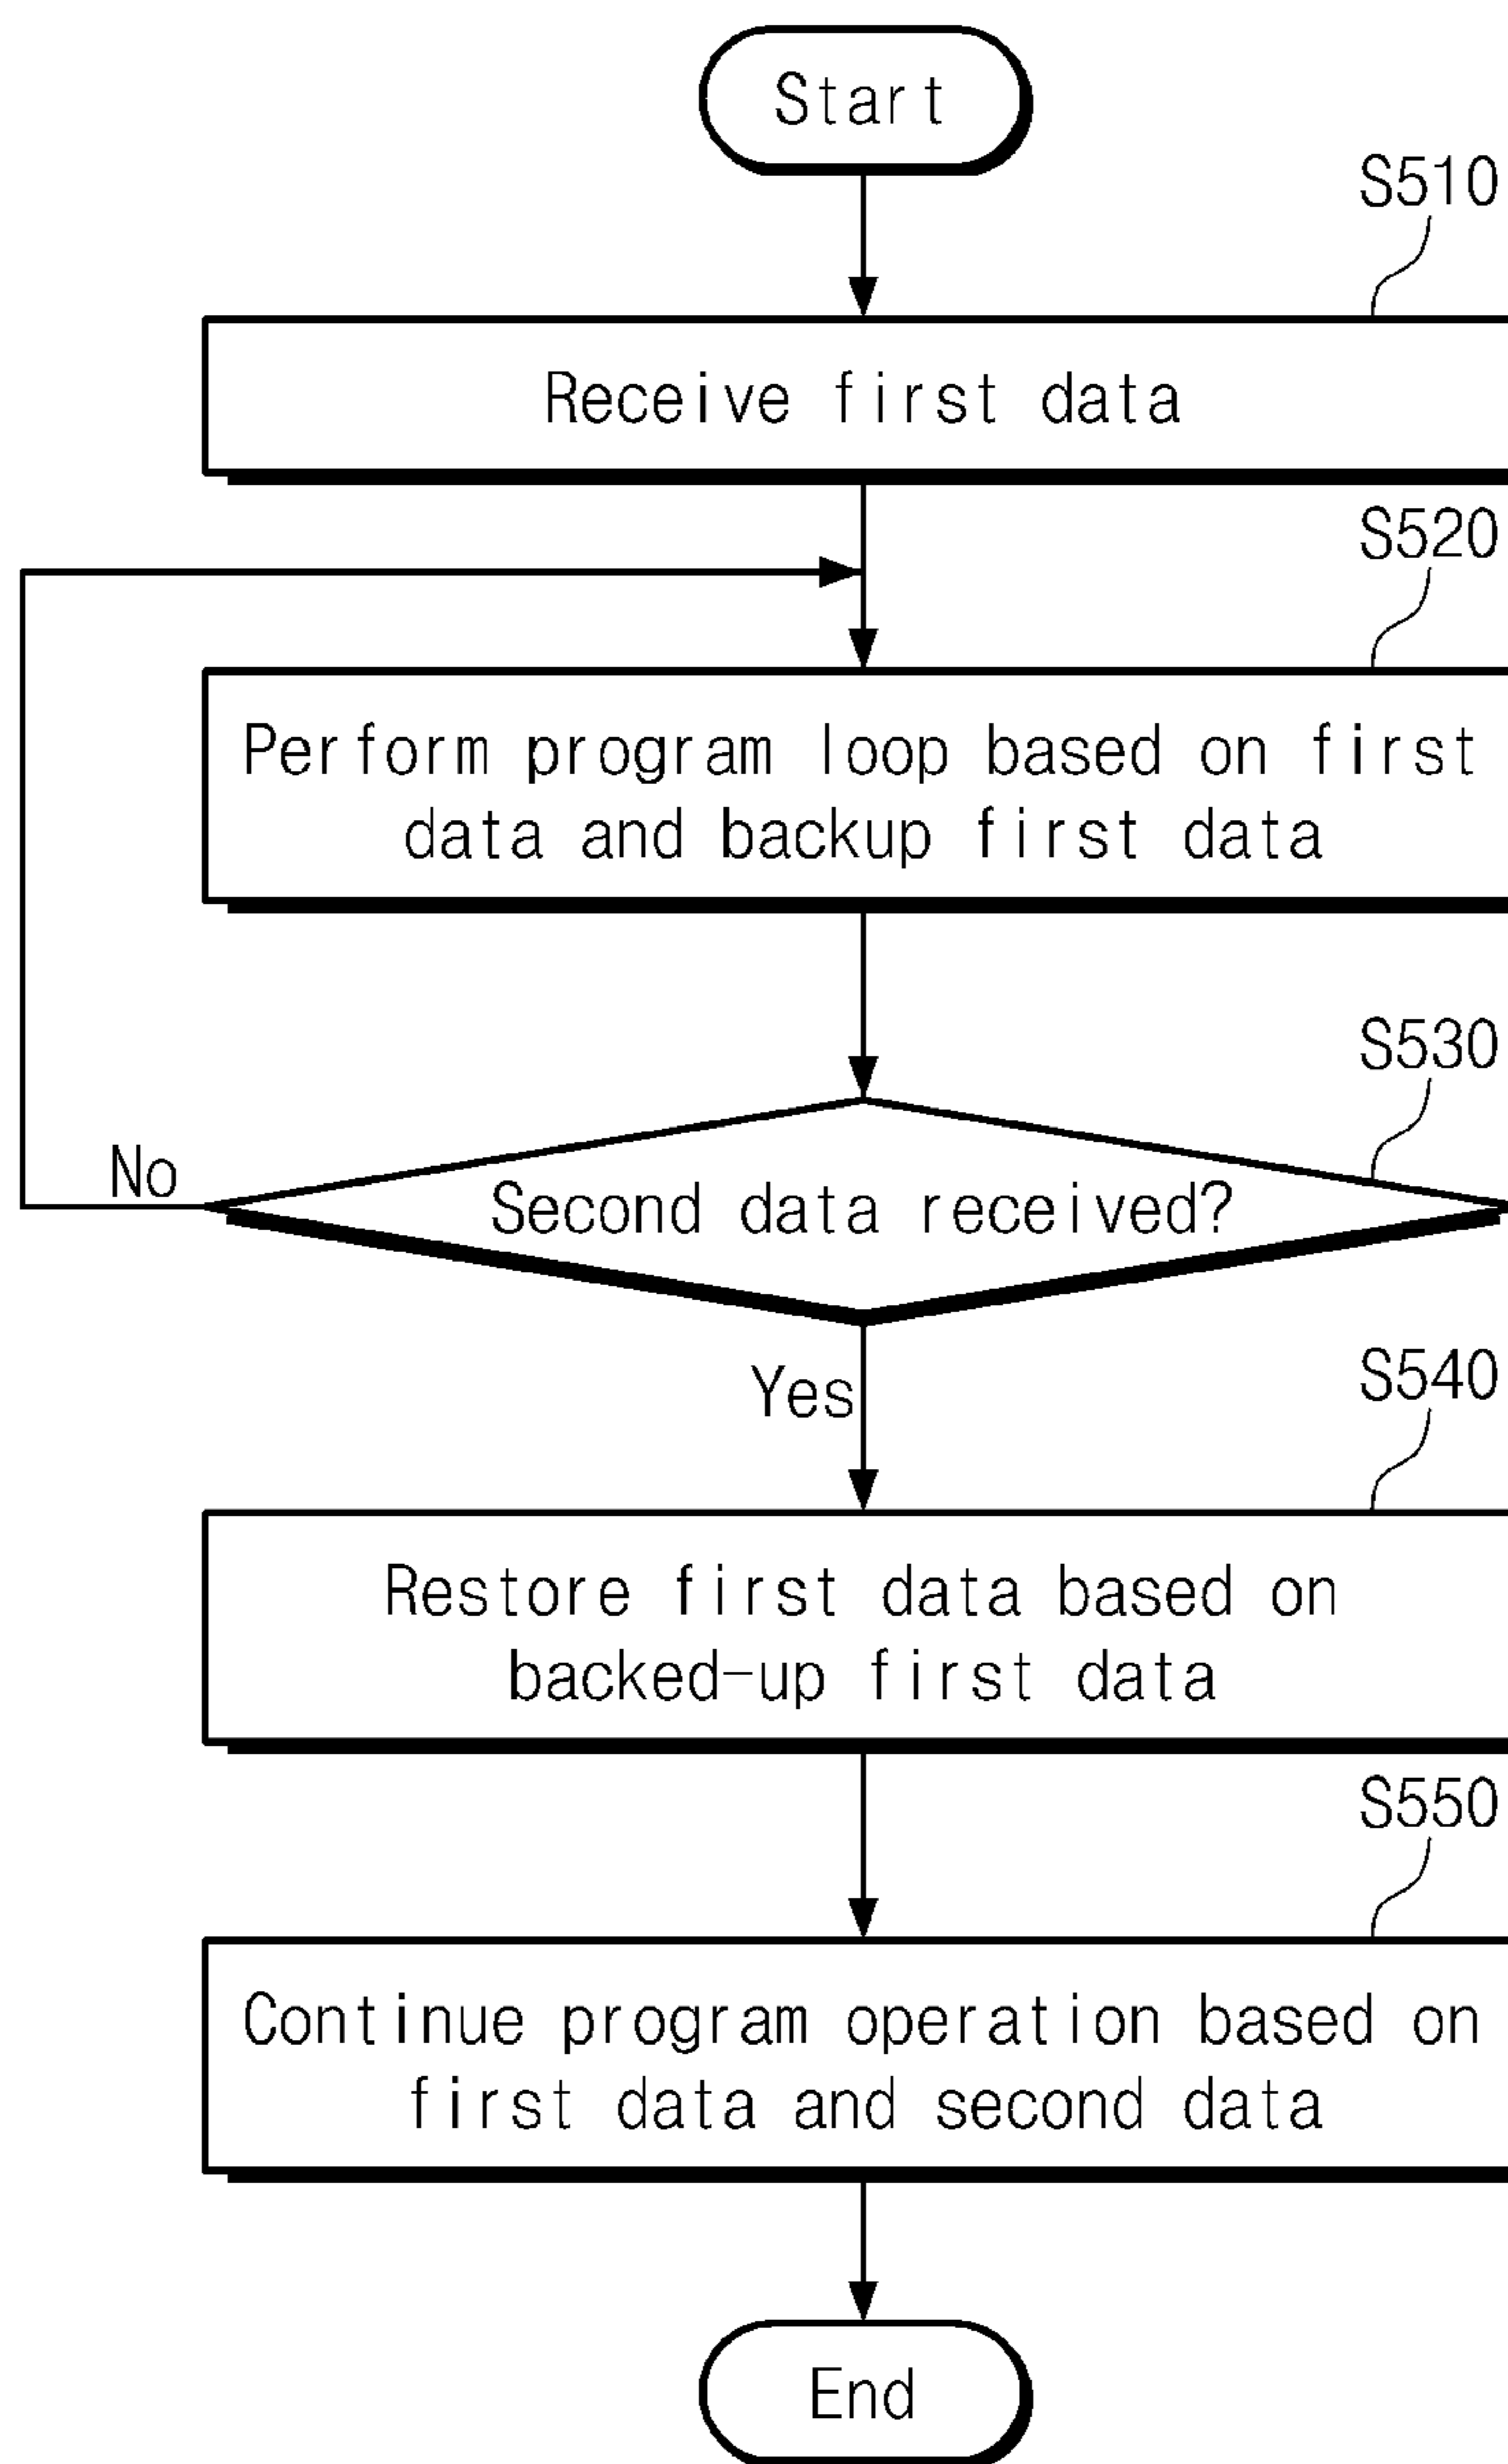 Start
S510
Receive first data
S520
Perform program loop based on first
data and backup first data
S530
No
Second data received?
Yes
S540
Restore first data based on
backed-up first data
S550
Continue program operation based on
first data and second data
End